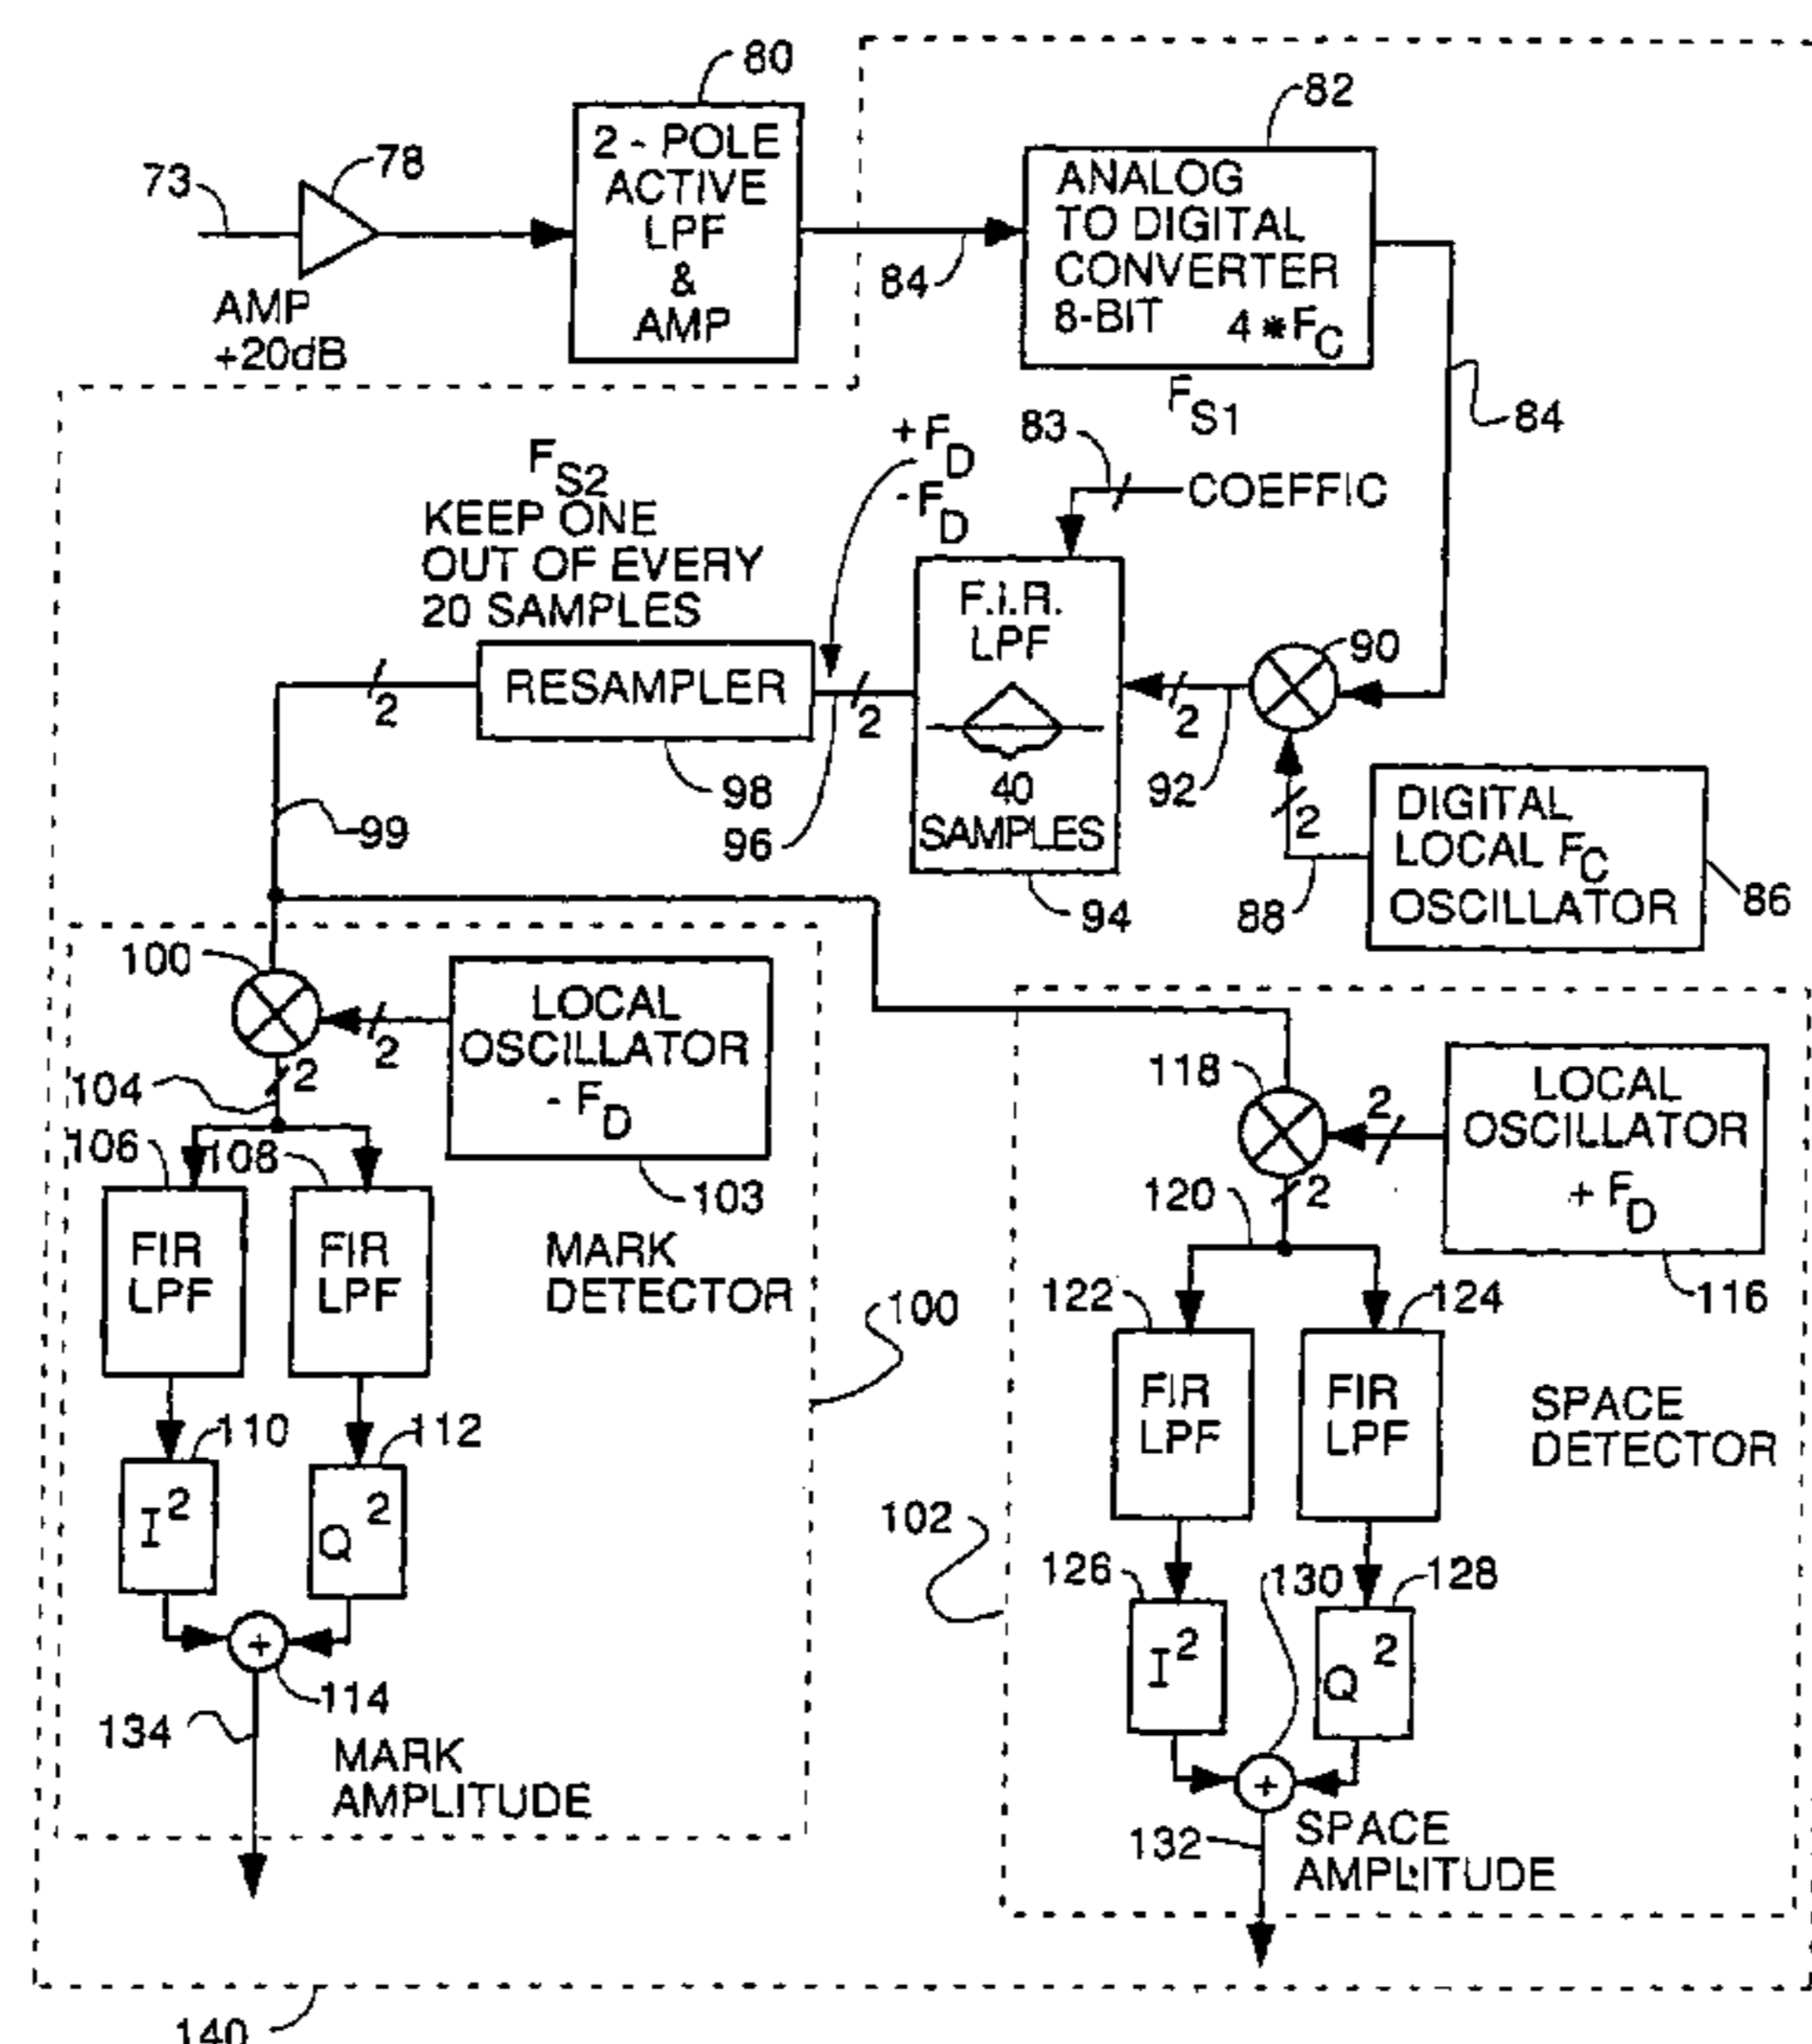 80
82
73
78
2 - POLE
ACTIVE
LPF
&
AMP
ANALOG
TO DIGITAL
CONVERTER
8-BIT 4 * FC
84
AMP
+20dB
FS1
84
83
+FD
-FD
COEFFIC
FS2
KEEP ONE
OUT OF EVERY
20 SAMPLES
F.I.R.
LPF
40
SAMPLES
90
RESAMPLER
2
2
2
92
98
96
99
94
2
88
DIGITAL
LOCAL FC
OSCILLATOR
86
100
LOCAL
OSCILLATOR
- FD
2
2
104
103
106
108
FIR
LPF
FIR
LPF
MARK
DETECTOR
100
110
112
I2
Q2
+
114
134
MARK
AMPLITUDE
118
LOCAL
OSCILLATOR
+ FD
2
2
120
116
122
124
FIR
LPF
FIR
LPF
SPACE
DETECTOR
102
126
130
128
I2
Q2
+
132
SPACE
AMPLITUDE
140